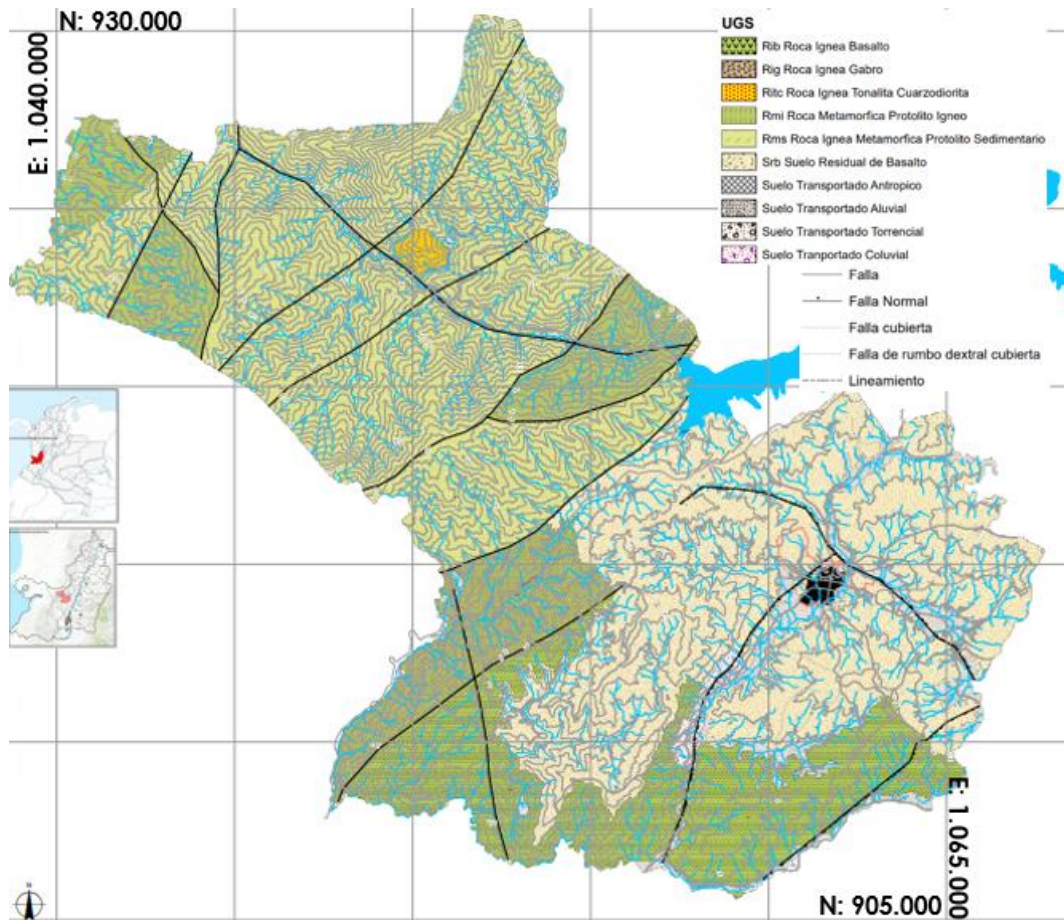 N: 930.000
E: 1.040.000
UGS
Rib Roca Ignea Basalto
Rig Roca Ignea Gabro
Ritc Roca Ignea Tonalita Cuarzodiorita
Rmi Roca Metamorfica Protolito Igneo
Rms Roca Ignea Metamorfica Protolito Sedimentario
Srb Suelo Residual de Basalto
Suelo Transportado Antropico
Suelo Transportado Aluvial
Suelo Transportado Torrencial
Suelo Tranportado Coluvial
Falla
Falla Normal
Falla cubierta
Falla de rumbo dextral cubierta
Lineamiento
E: 1.065.000
N: 905.000
N